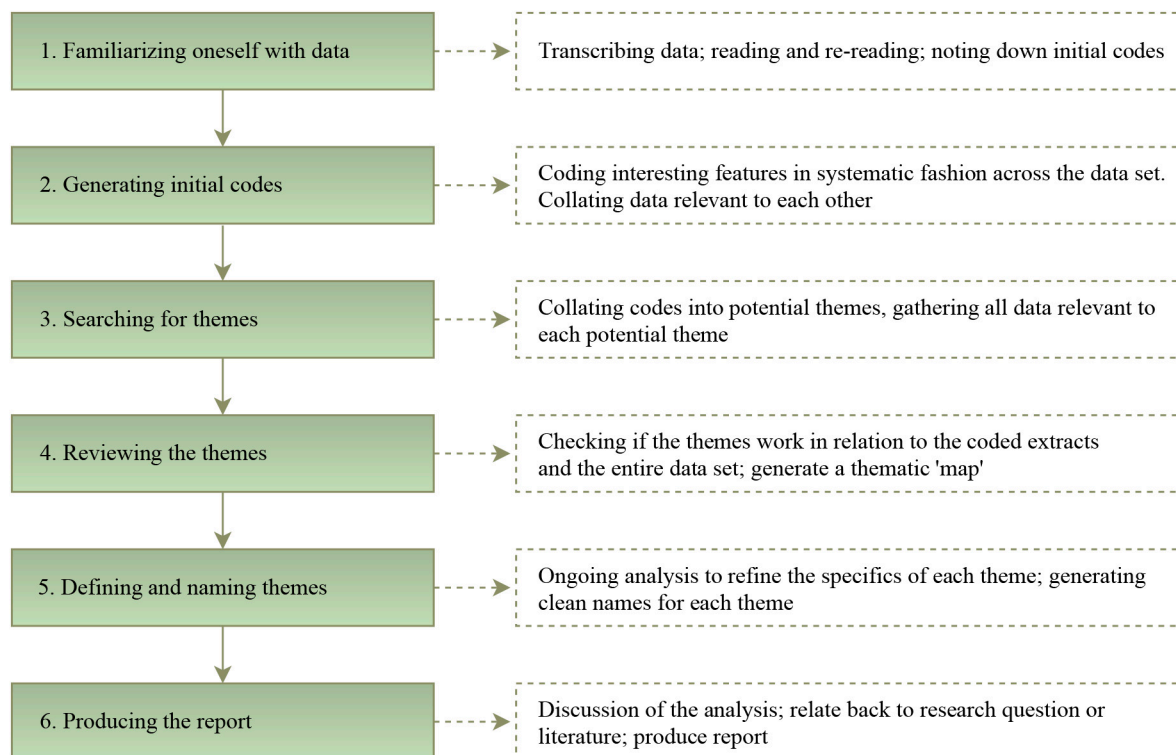 1. Familiarizing oneself with data
Transcribing data; reading and re-reading; noting down initial codes
2. Generating initial codes
Coding interesting features in systematic fashion across the data set.
Collating data relevant to each other
3. Searching for themes
Collating codes into potential themes, gathering all data relevant to
each potential theme
4. Reviewing the themes
Checking if the themes work in relation to the coded extracts
and the entire data set; generate a thematic 'map'
5. Defining and naming themes
Ongoing analysis to refine the specifics of each theme; generating
clean names for each theme
6. Producing the report
Discussion of the analysis; relate back to research question or
literature; produce report